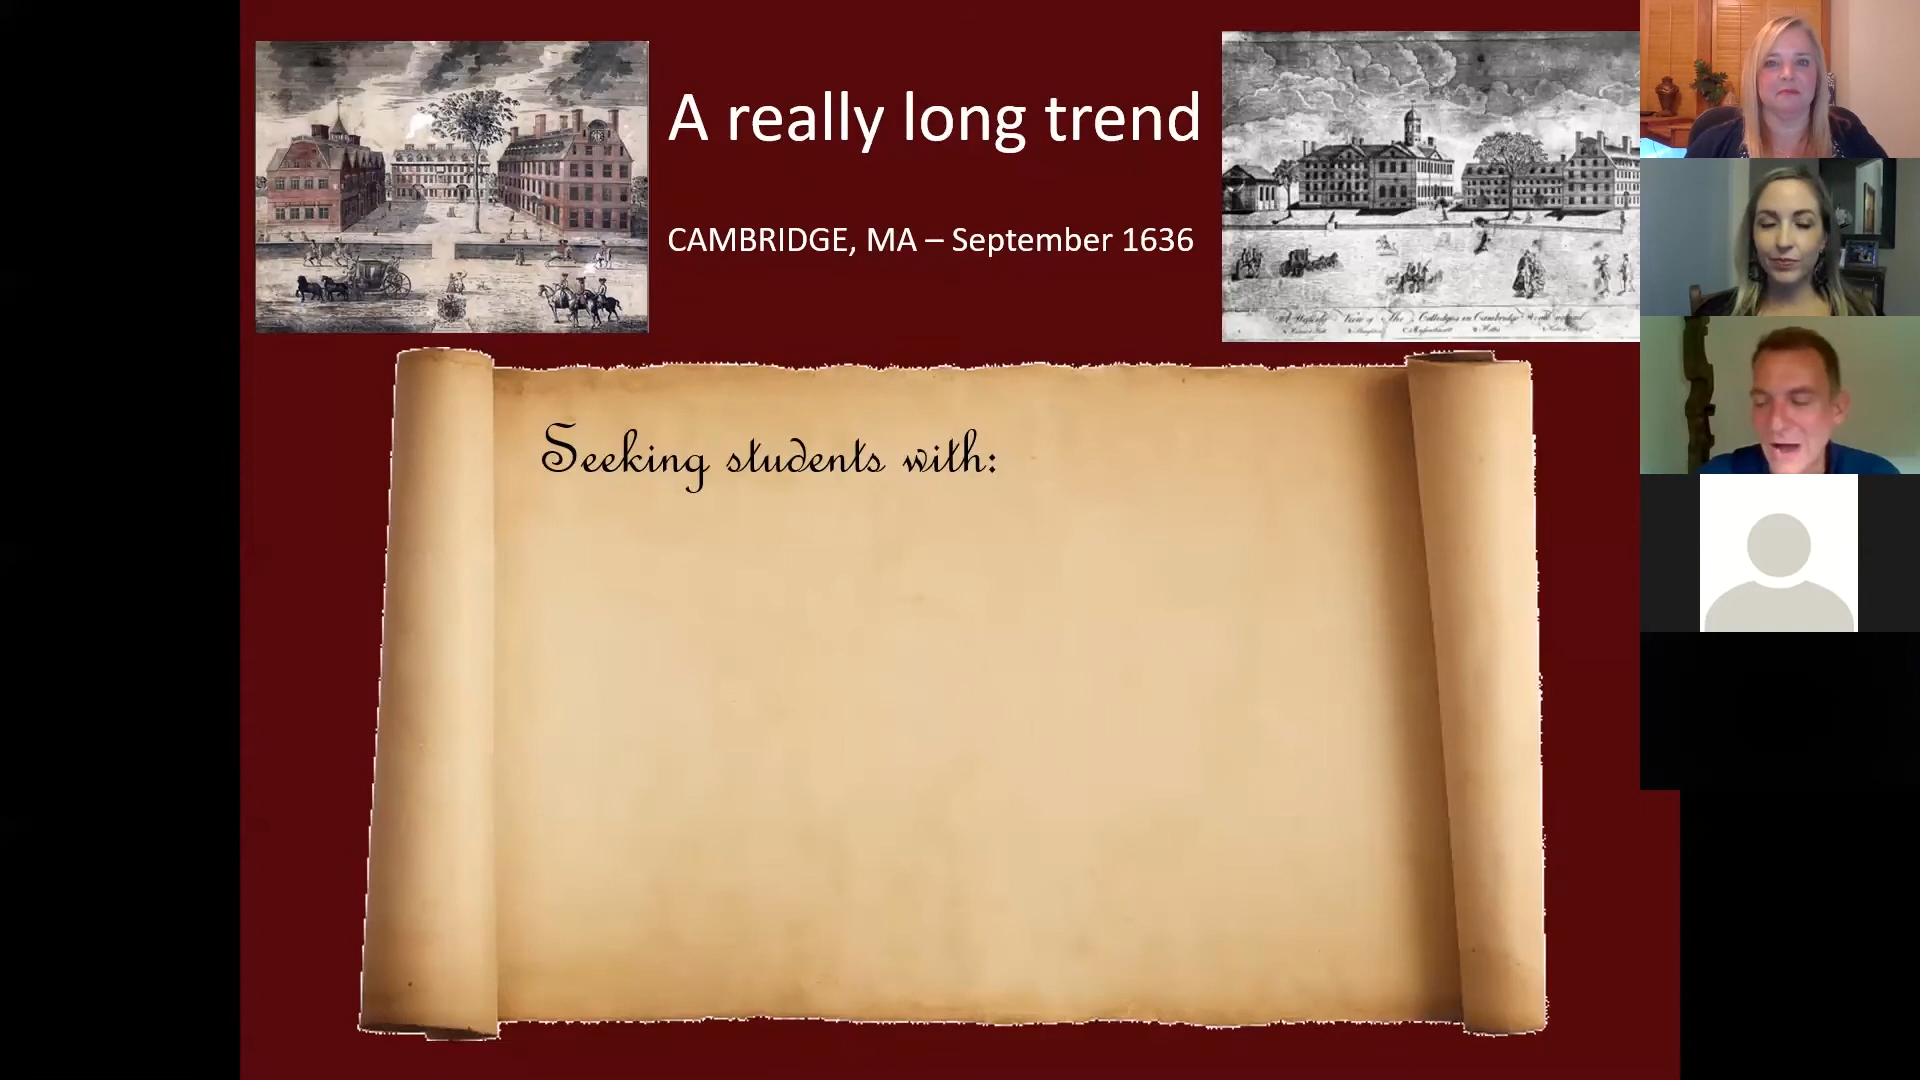 A really long trend
CAMBRIDGE, MA – September 1636
Seeking students with: